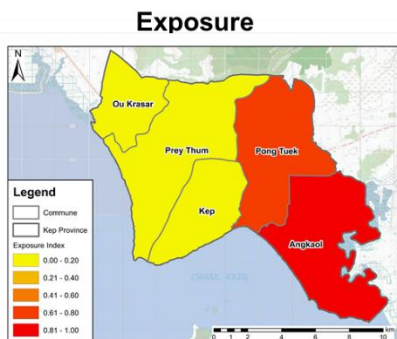 Exposure
N
Ou Krasar
Prey Thum
Pong Tuek
Kep
Angkaol
Legend
Commune
Kep Province
Exposure Index
0.00 - 0.20
0.21 - 0.40
0.41 - 0.60
0.61 - 0.80
0.81 - 1.00
km
0 1 2 4 6 8 10